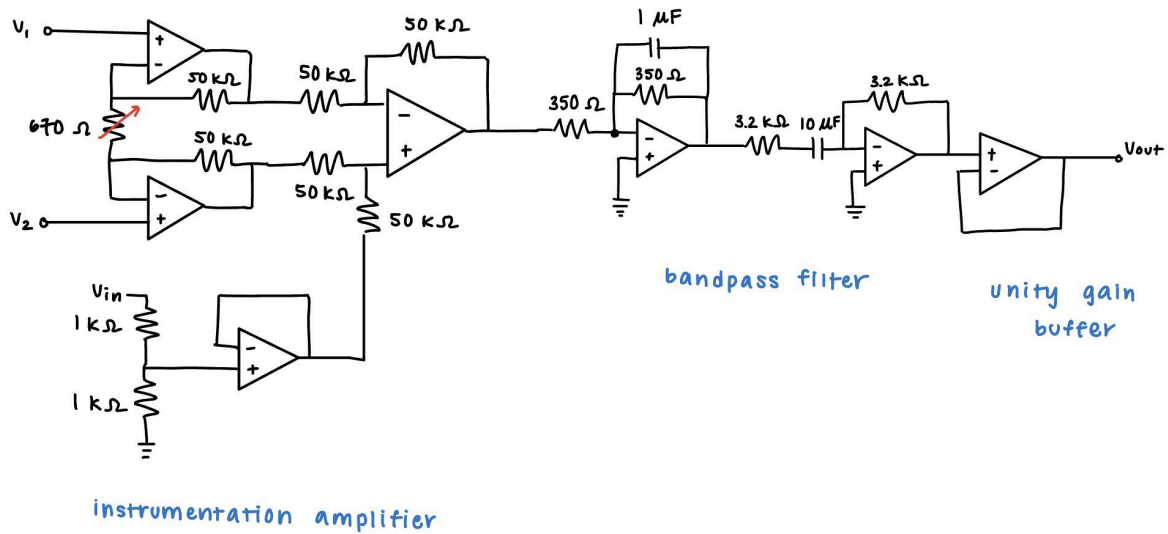 V₁
+
-
50 kΩ
670 Ω
50 kΩ
50 kΩ
50 kΩ
-
+
50 kΩ
-
+
V₂
50 kΩ
Vin
1 kΩ
-
+
1 kΩ
instrumentation amplifier
1 μF
350 Ω
350 Ω
-
+
3.2 kΩ
10 μF
3.2 kΩ
-
+
bandpass filter
+
-
Vout
unity gain
buffer